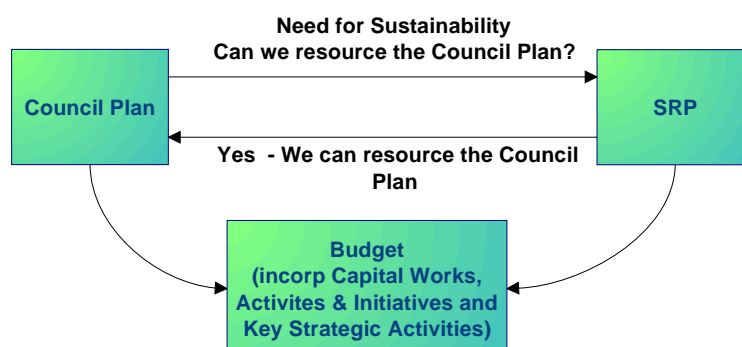 Need for Sustainability
Can we resource the Council Plan?
Council Plan
SRP
Yes - We can resource the Council
Plan
Budget
(incorp Capital Works,
Activites & Initiatives and
Key Strategic Activities)